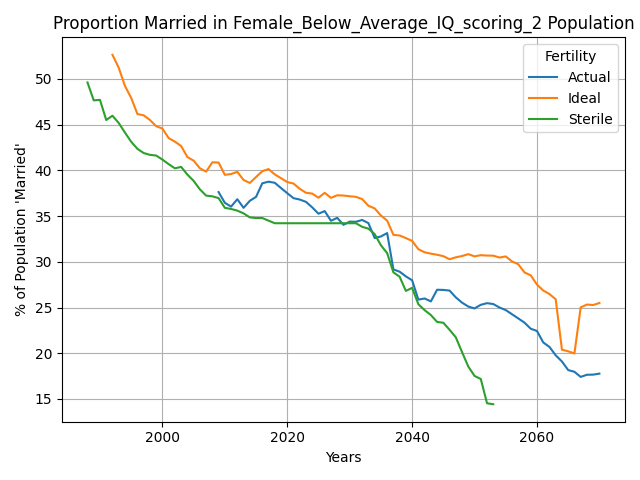 Proportion Married in Female_Below_Average_IQ_scoring_2 Population
Fertility
Actual
Ideal
Sterile
% of Population 'Married'
50
45
40
35
30
25
20
15
2000
2020
2040
2060
Years